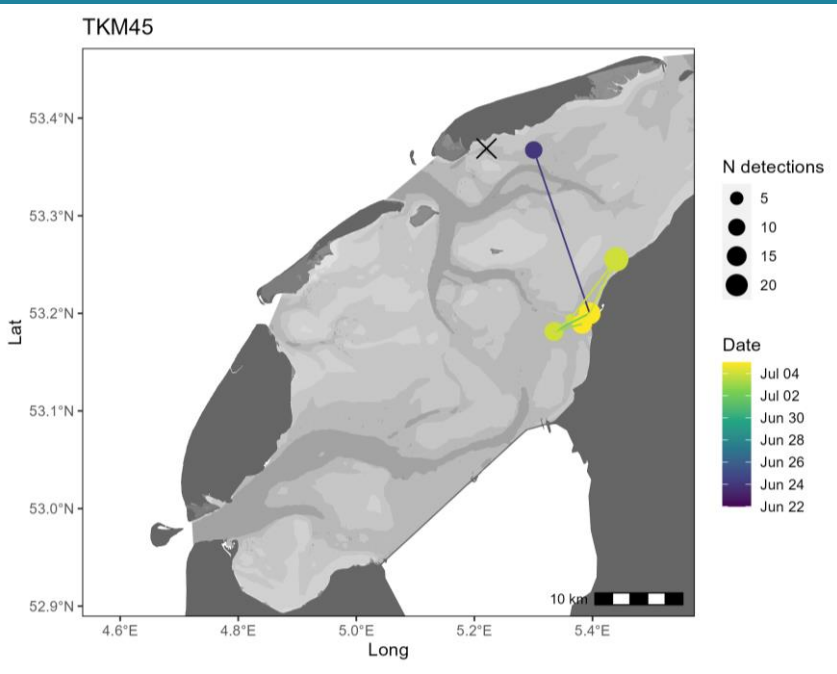 TKM45
53.4°N
53.3°N
53.2°N
53.1°N
53.0°N
52.9°N
Lat
4.6°E
4.8°E
5.0°E
5.2°E
5.4°E
Long
10 km
N detections
5
10
15
20
Date
Jul 04
Jul 02
Jun 30
Jun 28
Jun 26
Jun 24
Jun 22